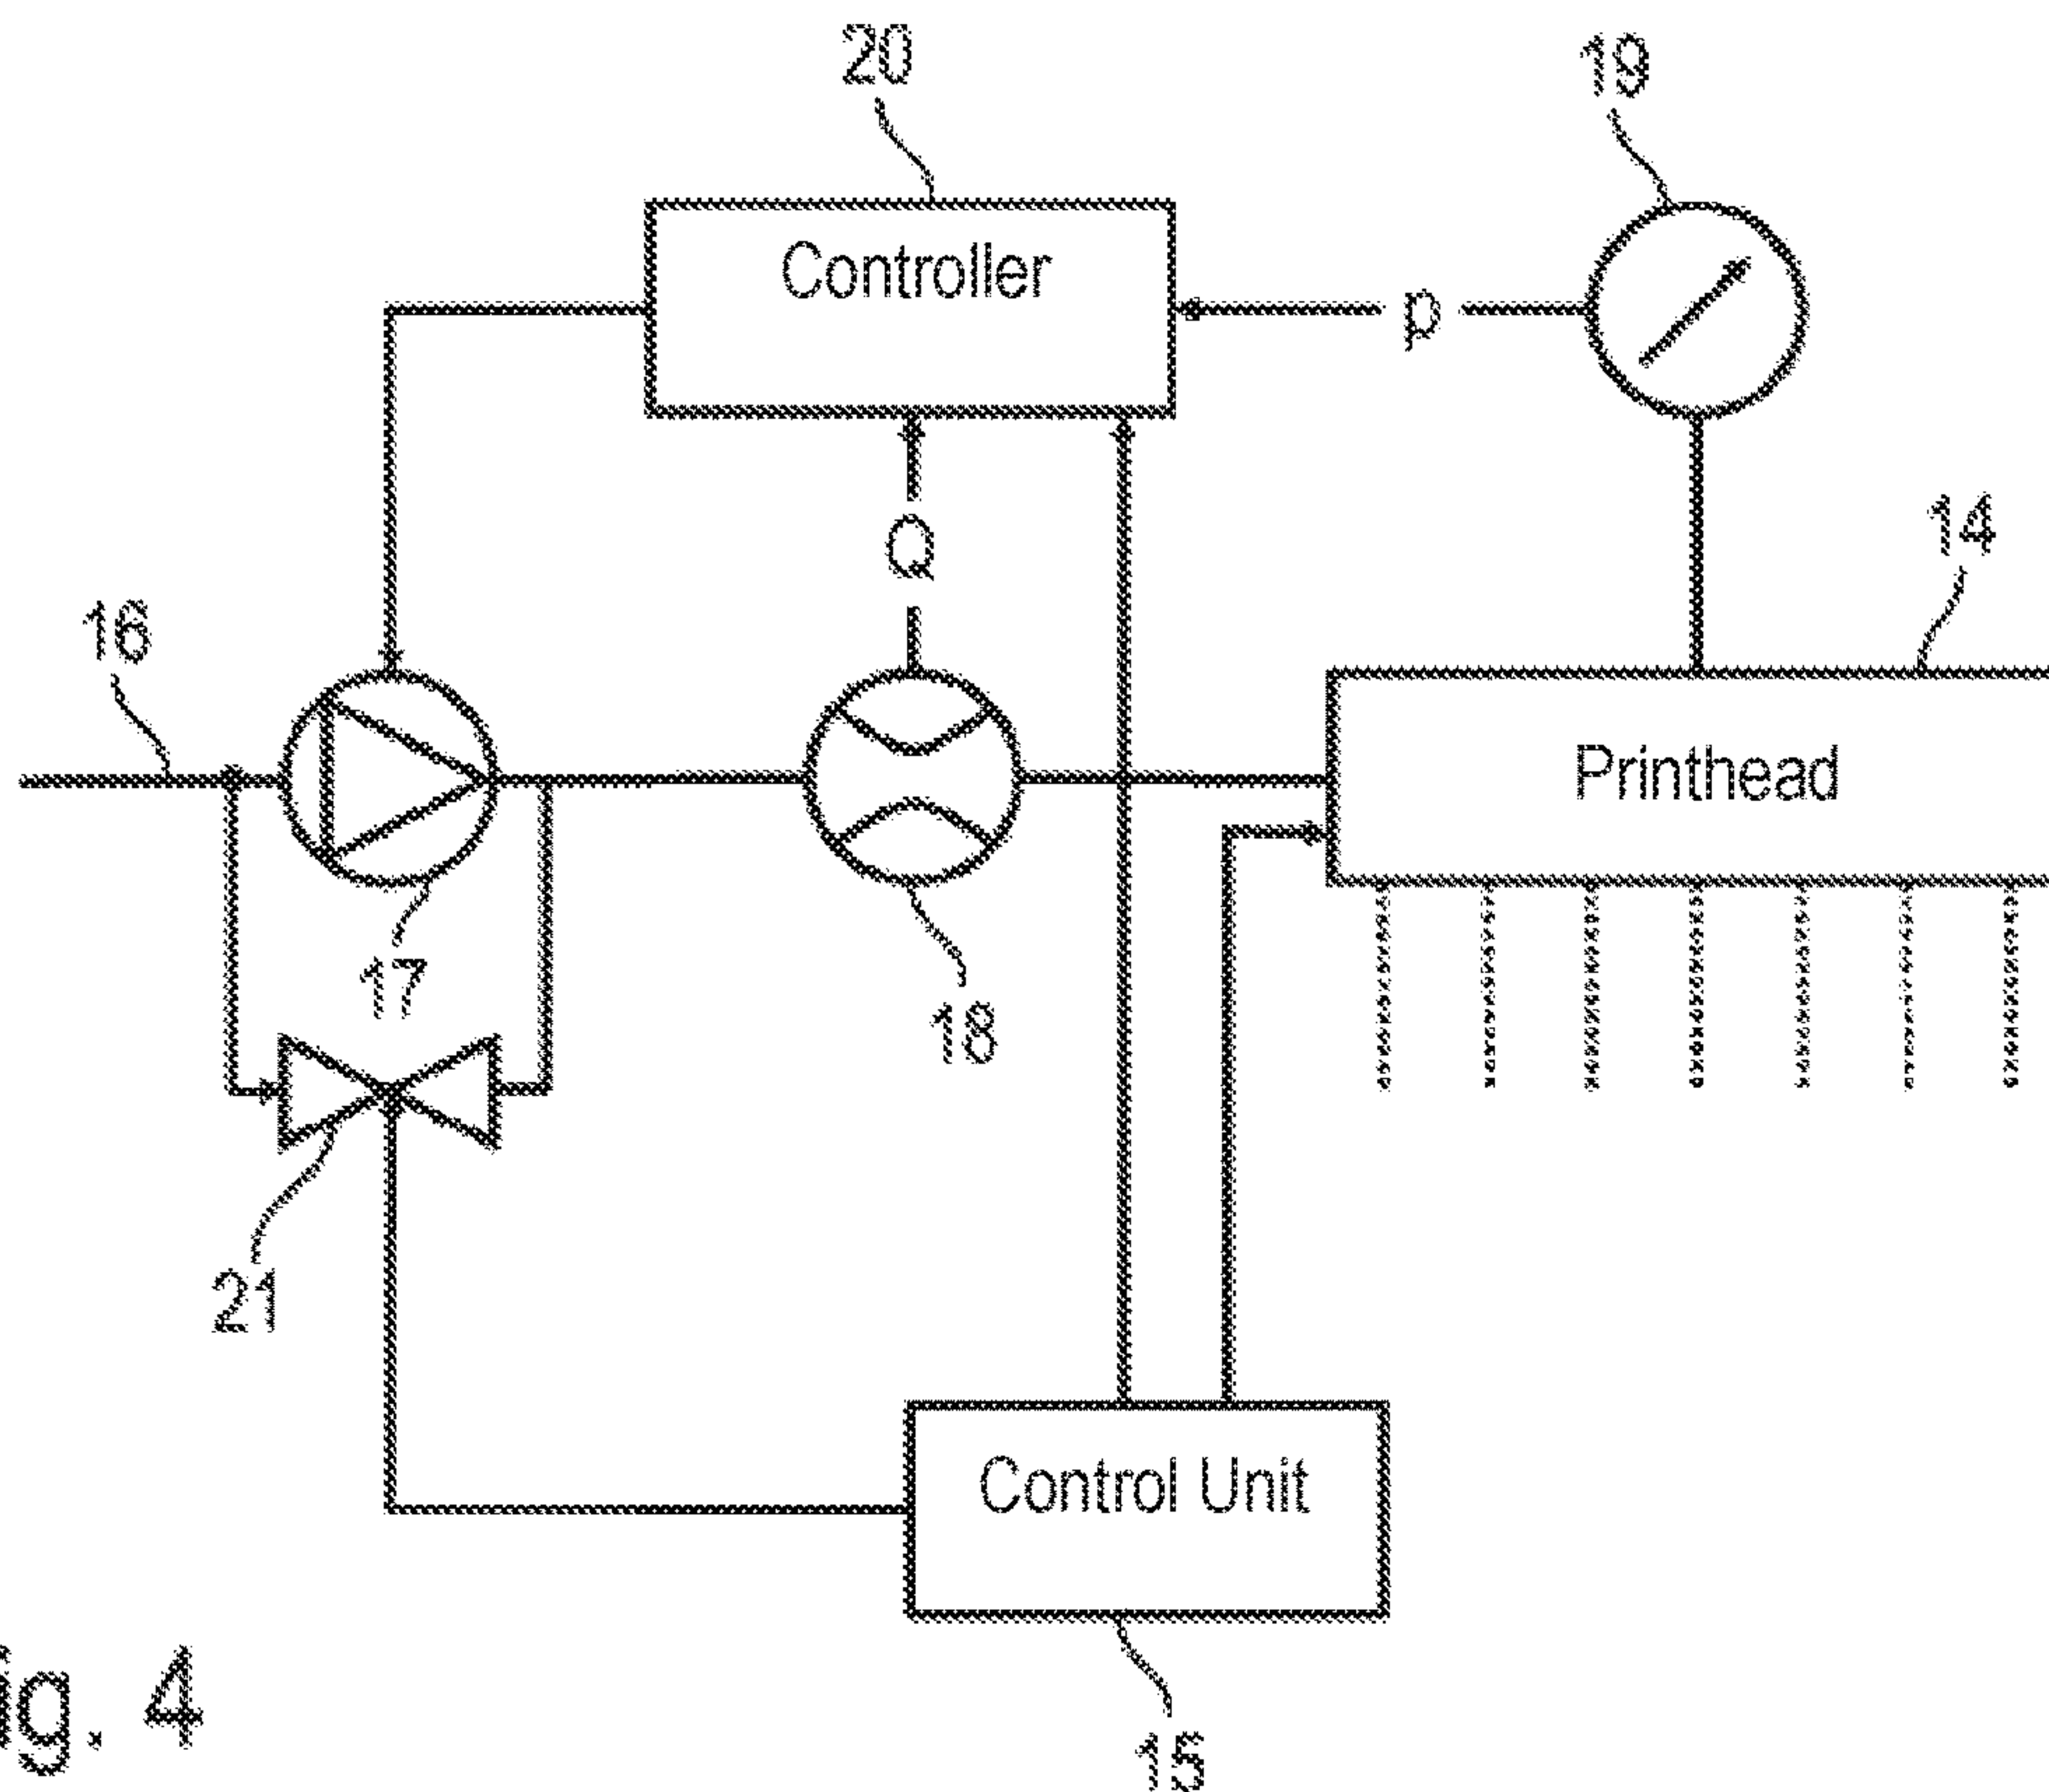 20
19
Controller
p
14
Q
16
Printhead
17
18
21
Control Unit
15
ig. 4